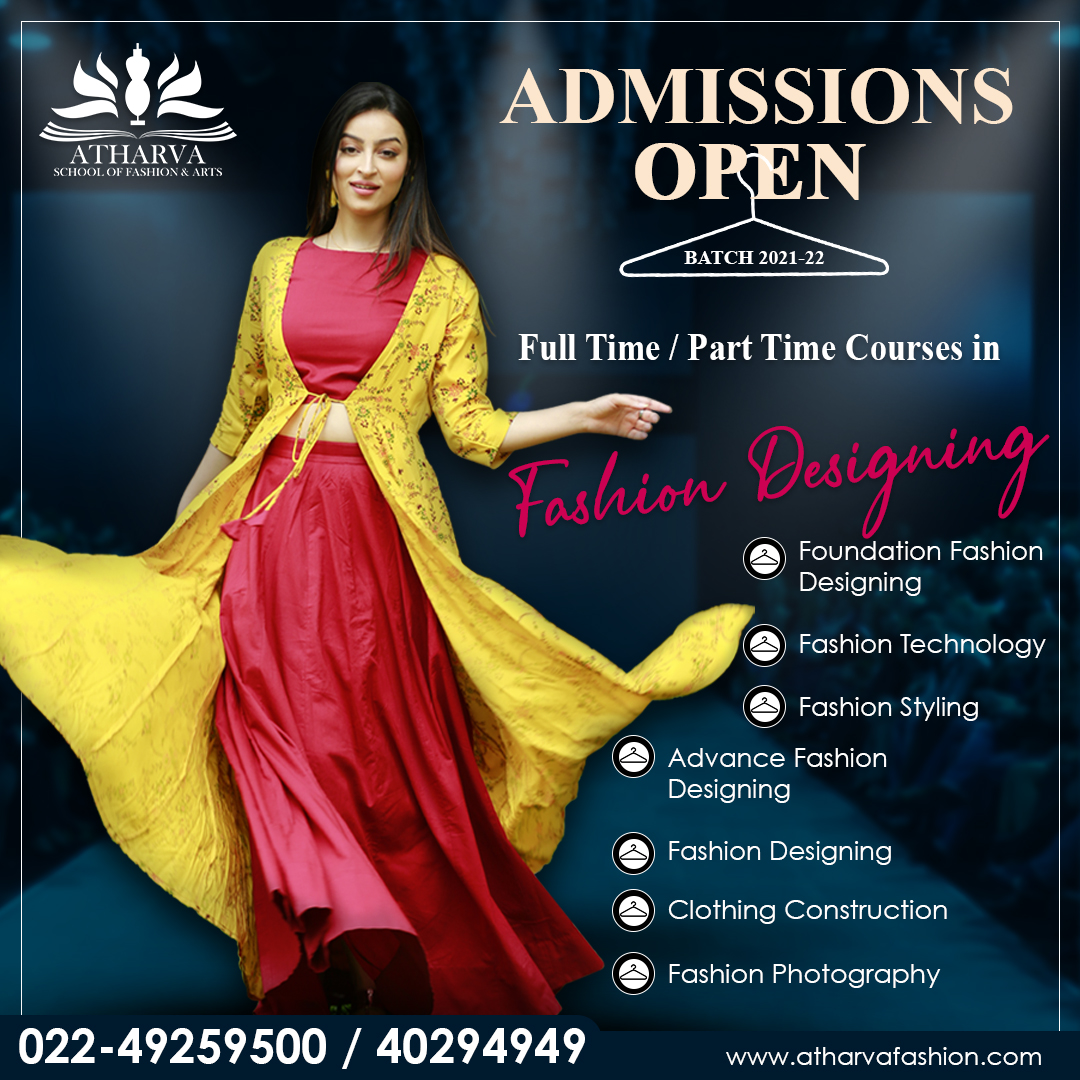 ATHARVA
SCHOOL OF FASHION & ARTS
ADMISSIONS
OPEN
BATCH 2021-22
Full Time / Part Time Courses in
Fashion Designing
Foundation Fashion
Designing
Fashion Technology
Fashion Styling
Advance Fashion
Designing
Fashion Designing
Clothing Construction
Fashion Photography
022-49259500 / 40294949
www.atharvafashion.com